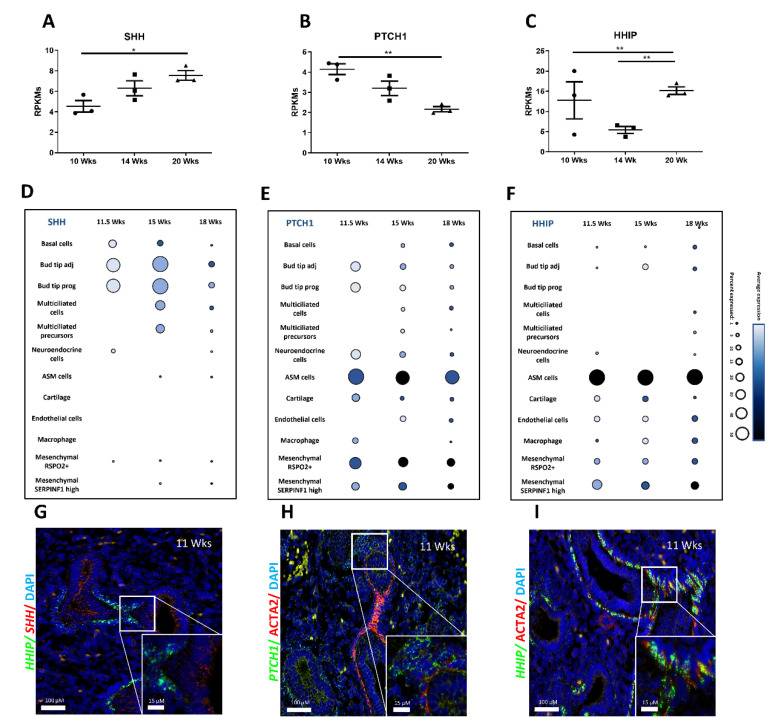 A
SHH
*
RPKMs
10
8
6
4
2
0
10 Wks
14 Wks
20 Wks
B
PTCH1
**
RPKMs
6
4
2
0
10 Wks
14 Wks
20 Wks
C
HHIP
**
**
RPKMs
26
16
10
6
0
10 Wks
14 Wk
20 Wk
D
SHH 11.5 Wks 15 Wks 18 Wks
Basal cells
Bud tip adj
Bud tip prog
Multiciliated
cells
Multiciliated
precursors
Neuroendocrine
cells
ASM cells
Cartilage
Endothelial cells
Macrophage
Mesenchymal
RSPO2+
Mesenchymal
SERPINF1 high
E
PTCH1 11.5 Wks 15 Wks 18 Wks
Basal cells
Bud tip adj
Bud tip prog
Multiciliated
cells
Multiciliated
precursors
Neuroendocrine
cells
ASM cells
Cartilage
Endothelial cells
Macrophage
Mesenchymal
RSPO2+
Mesenchymal
SERPINF1 high
F
HHIP 11.5 Wks 15 Wks 18 Wks
Basal cells
Bud tip adj
Bud tip prog
Multiciliated
cells
Multiciliated
precursors
Neuroendocrine
cells
ASM cells
Cartilage
Endothelial cells
Macrophage
Mesenchymal
RSPO2+
Mesenchymal
SERPINF1 high
Percent expressed:
Average expression
G
HHIP/ SHH/ DAPI
11 Wks
100 µM
15 µM
H
PTCH1/ ACTA2/ DAPI
11 Wks
100 µM
15 µM
I
HHIP/ ACTA2/ DAPI
11 Wks
100 µM
15 µM